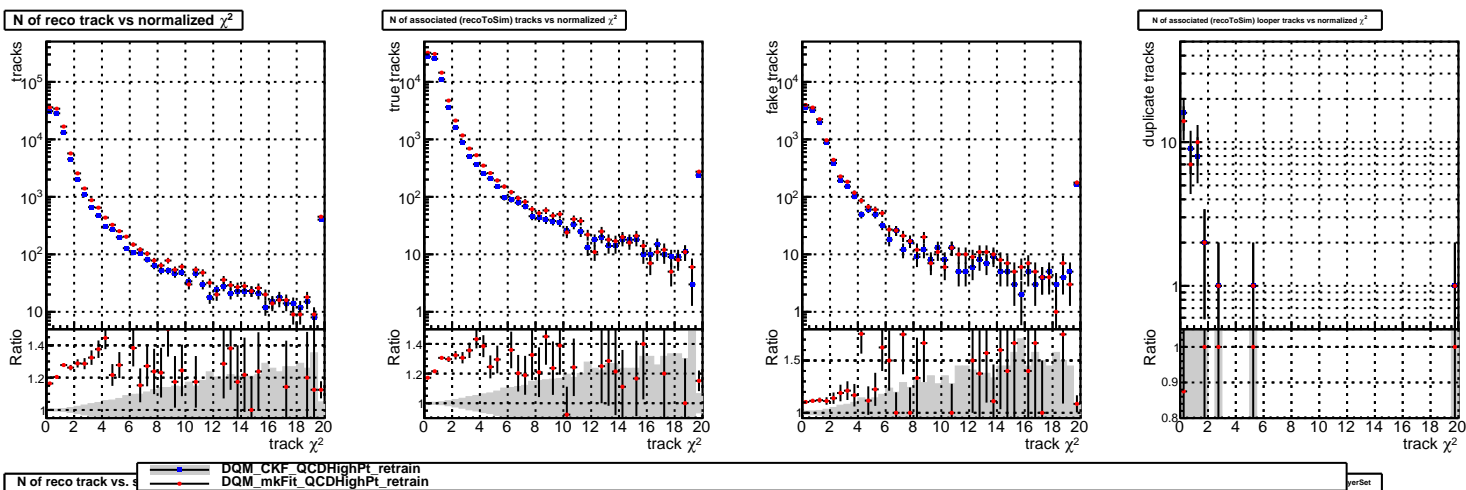 N of reco track vs normalized χ²
N of associated (recoToSim) tracks vs normalized χ²
N of associated (recoToSim) looper tracks vs normalized χ²
tracks
10⁵
10⁴
10³
10²
10
Ratio
1.4
1.2
1
0 2 4 6 8 10 12 14 16 18 20
track χ²
true tracks
10⁴
10³
10²
10
1
Ratio
1.4
1.2
1
0 2 4 6 8 10 12 14 16 18 20
track χ²
fake tracks
10⁴
10³
10²
10
1
Ratio
1.5
1
0 2 4 6 8 10 12 14 16 18 20
track χ²
duplicate tracks
10
1
Ratio
1
0.9
0.8
0 2 4 6 8 10 12 14 16 18 20
track χ²
N of reco track vs. s
DQM_CKF_QCDHighPt_retrain
DQM_mkFit_QCDHighPt_retrain
yerSet